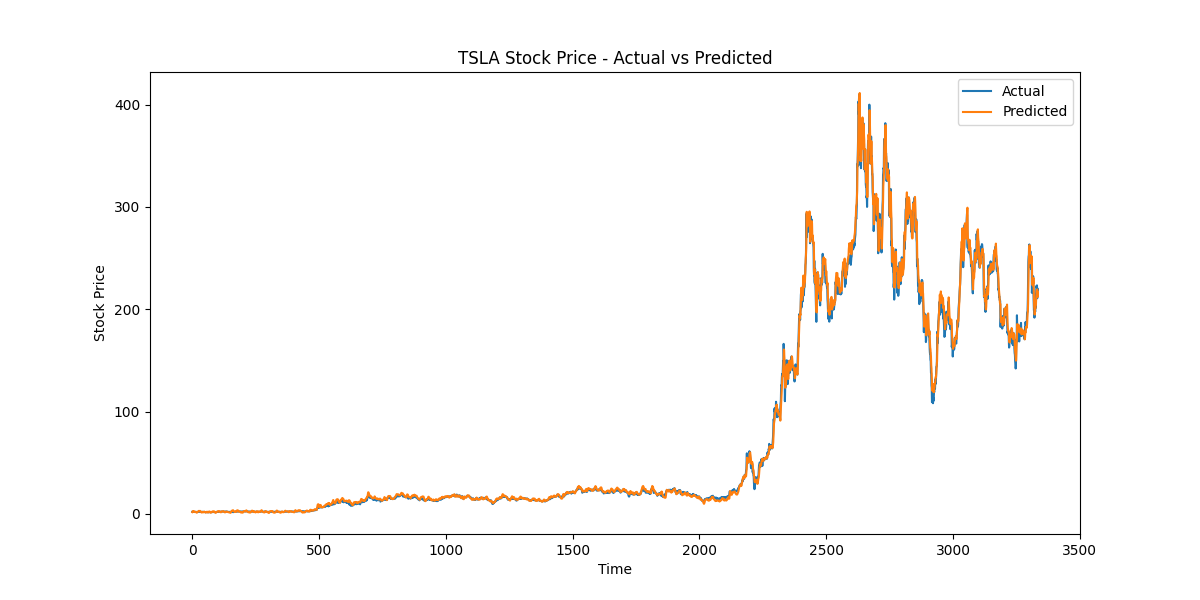 TSLA Stock Price - Actual vs Predicted
Actual
Predicted
400
300
200
100
0
Stock Price
0 500 1000 1500 2000 2500 3000 3500
Time